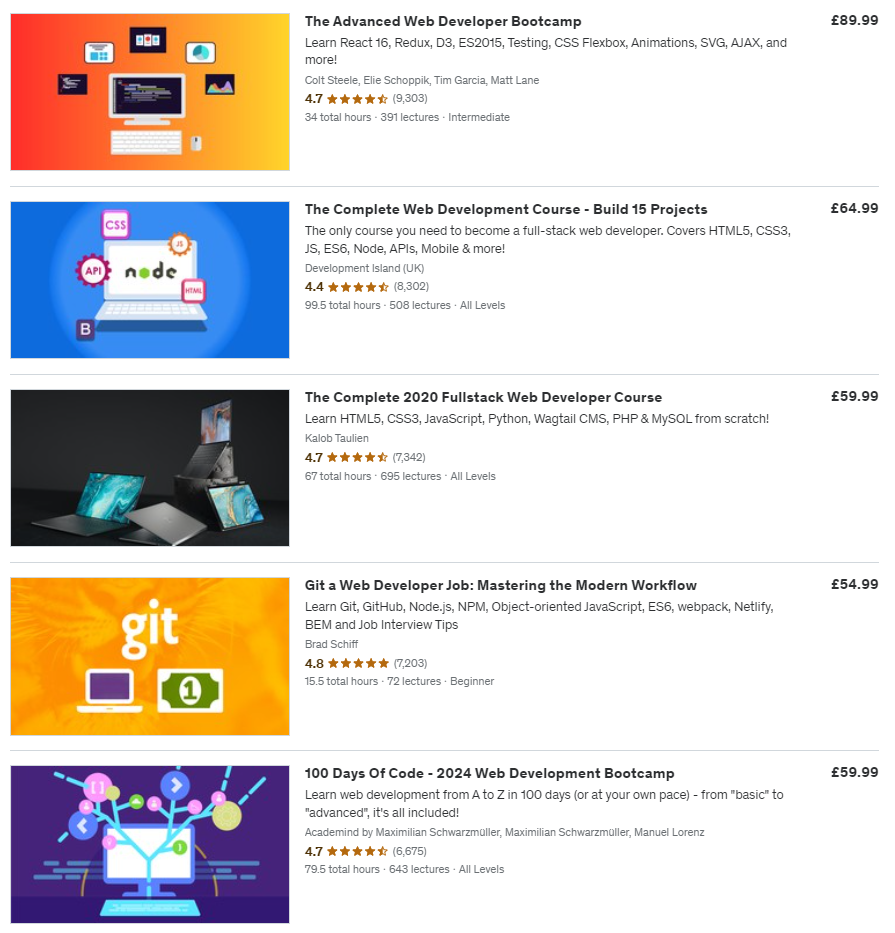 The Advanced Web Developer Bootcamp
£89.99
Learn React 16, Redux, D3, ES2015, Testing, CSS Flexbox, Animations, SVG, AJAX, and
more!
Colt Steele, Elie Schoppik, Tim Garcia, Matt Lane
4.7 (9,303)
34 total hours · 391 lectures · Intermediate
CSS
JS
API
node
HTML
B
The Complete Web Development Course - Build 15 Projects
£64.99
The only course you need to become a full-stack web developer. Covers HTML5, CSS3,
JS, ES6, Node, APIs, Mobile & more!
Development Island (UK)
4.4 (8,302)
99.5 total hours · 508 lectures · All Levels
The Complete 2020 Fullstack Web Developer Course
£59.99
Learn HTML5, CSS3, JavaScript, Python, Wagtail CMS, PHP & MySQL from scratch!
Kalob Taulien
4.7 (7,342)
67 total hours · 695 lectures · All Levels
git
1
Git a Web Developer Job: Mastering the Modern Workflow
£54.99
Learn Git, GitHub, Node.js, NPM, Object-oriented JavaScript, ES6, webpack, Netlify,
BEM and Job Interview Tips
Brad Schiff
4.8 (7,203)
15.5 total hours · 72 lectures · Beginner
100 Days Of Code - 2024 Web Development Bootcamp
£59.99
Learn web development from A to Z in 100 days (or at your own pace) - from "basic" to
"advanced", it's all included!
Academind by Maximilian Schwarzmüller, Maximilian Schwarzmüller, Manuel Lorenz
4.7 (6,675)
79.5 total hours · 643 lectures · All Levels